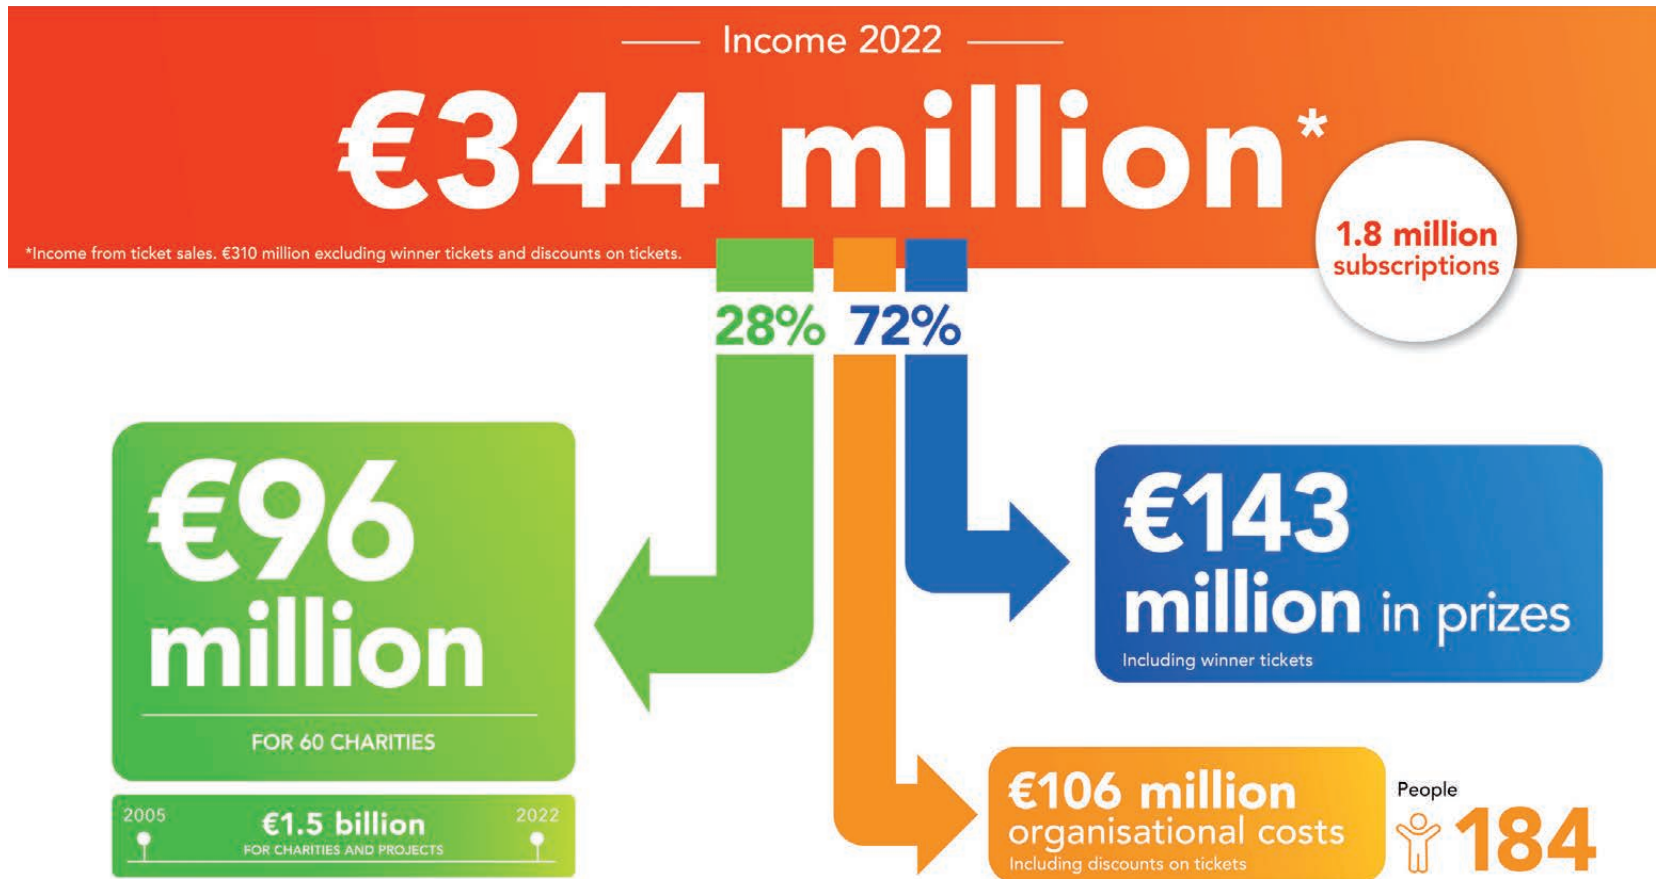 Income 2022
€344 million*
1.8 million
subscriptions
*Income from ticket sales. €310 million excluding winner tickets and discounts on tickets.
28% 72%
€96
million
FOR 60 CHARITIES
€143
million in prizes
Including winner tickets
2005
€1.5 billion
FOR CHARITIES AND PROJECTS
2022
€106 million
organisational costs
Including discounts on tickets
People
184